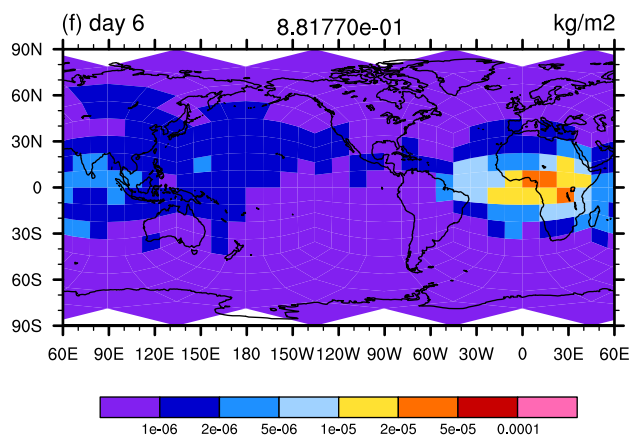 (f) day 6 8.81770e-01 kg/m2
90N
60N
30N
0
30S
60S
90S
60E 90E 120E 150E 180 150W 120W 90W 60W 30W 0 30E 60E
1e-06 2e-06 5e-06 1e-05 2e-05 5e-05 0.0001